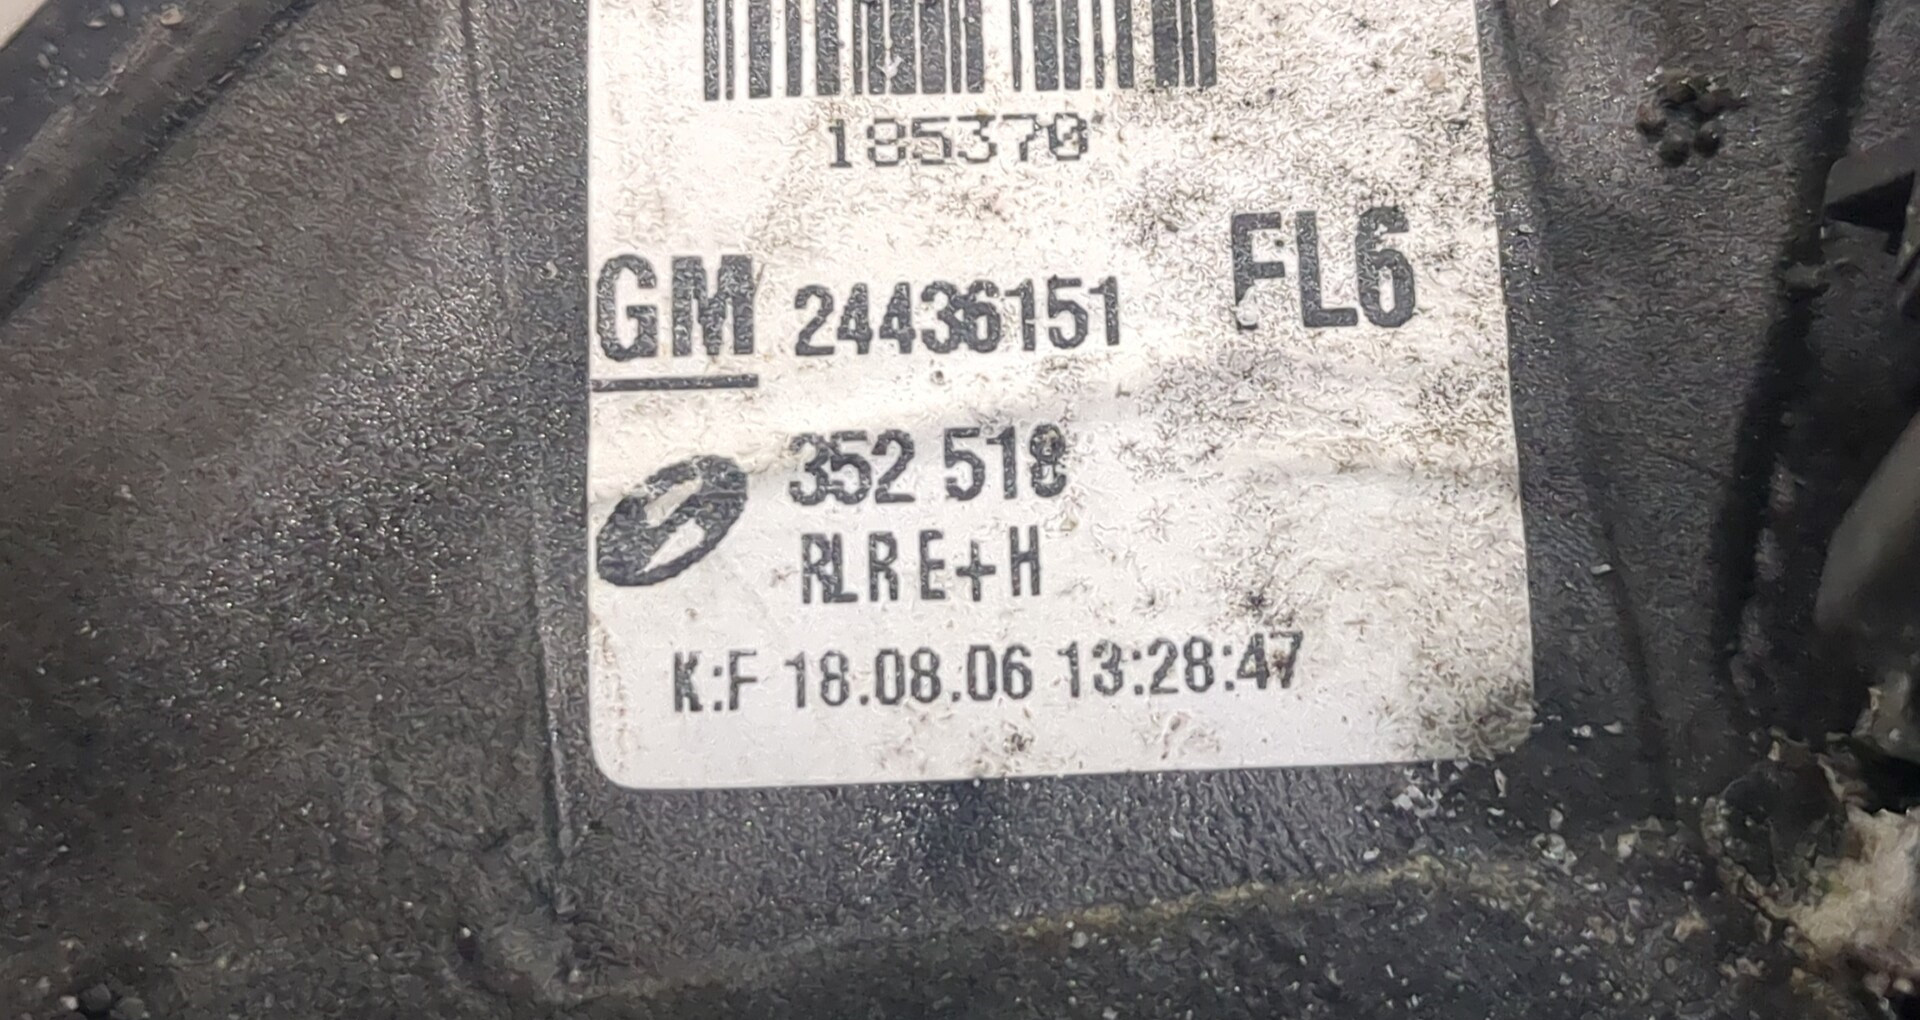 185370
GM 24436151 FL6
352 518
RLR E+H
K:F 18.08.06 13:28:47